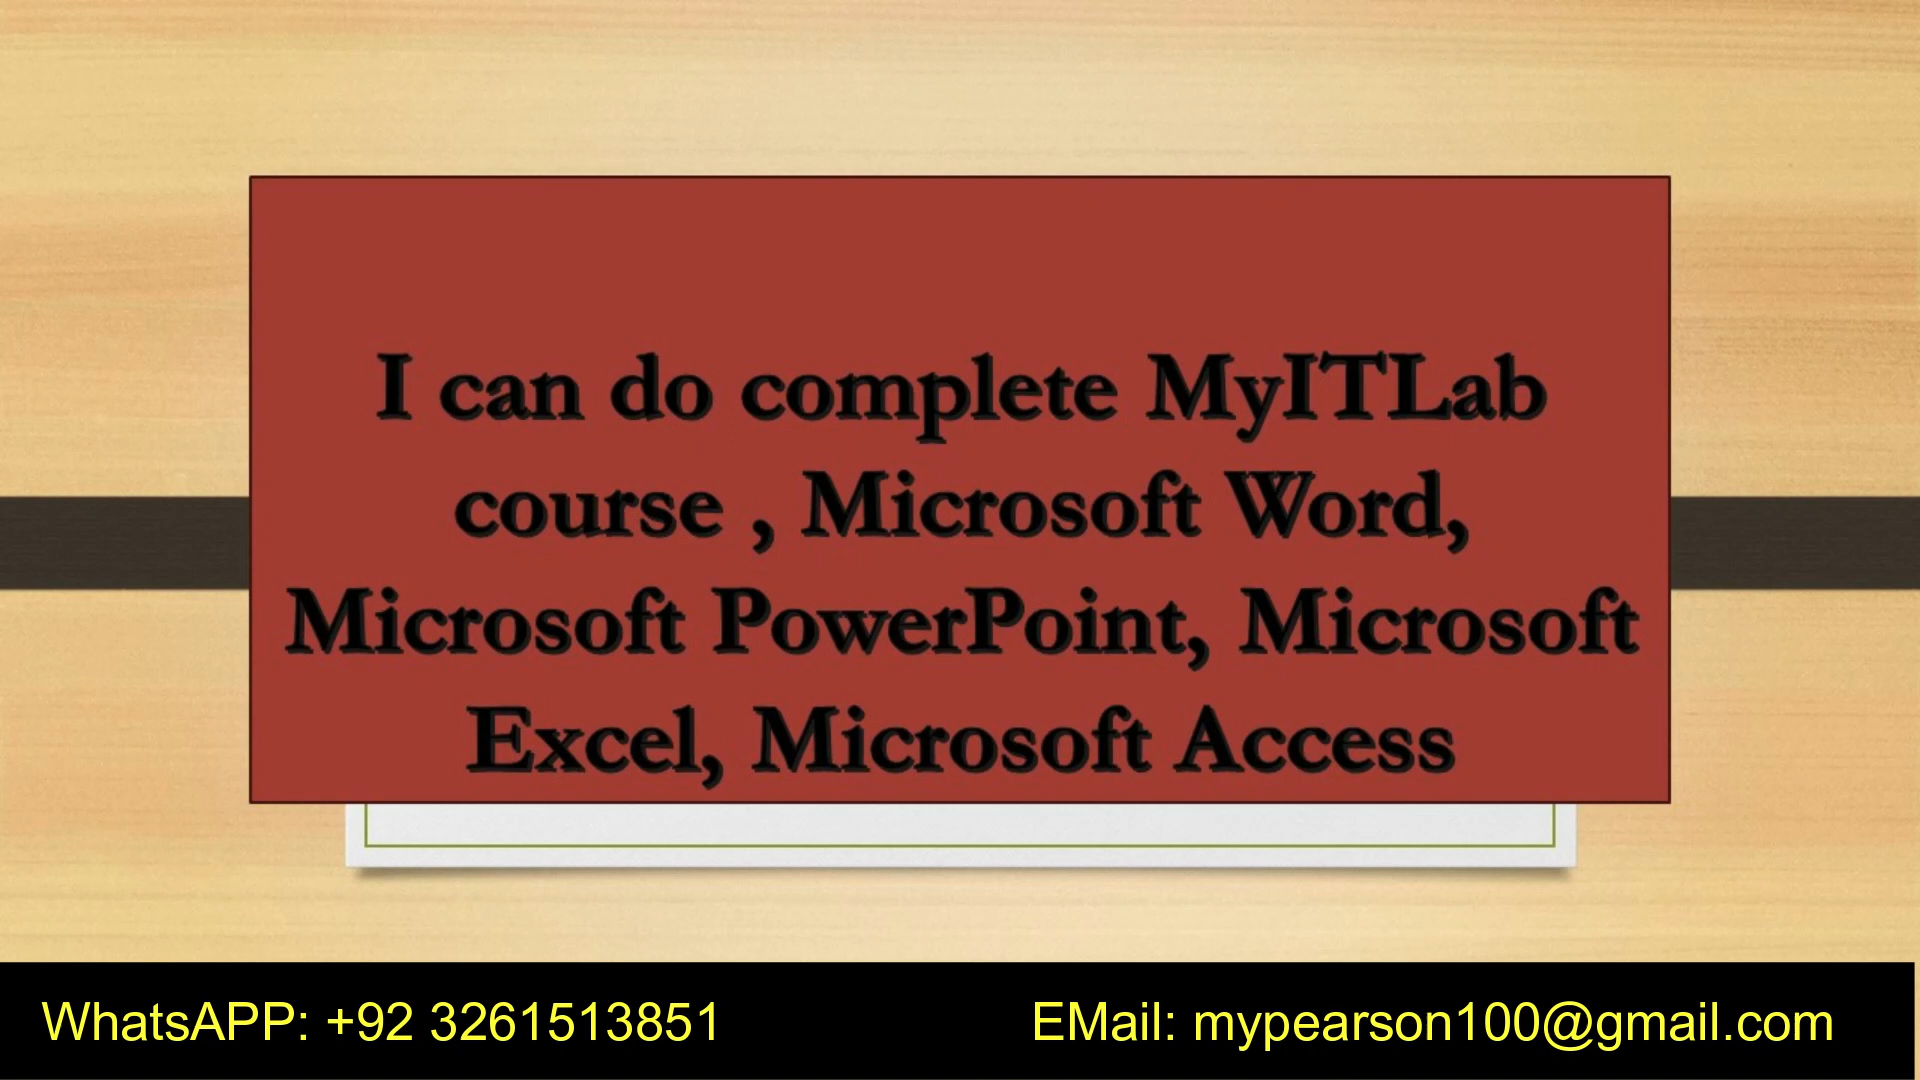 I can do complete MyITLab
course , Microsoft Word,
Microsoft PowerPoint, Microsoft
Excel, Microsoft Access
WhatsAPP: +92 3261513851
EMail: mypearson100@gmail.com